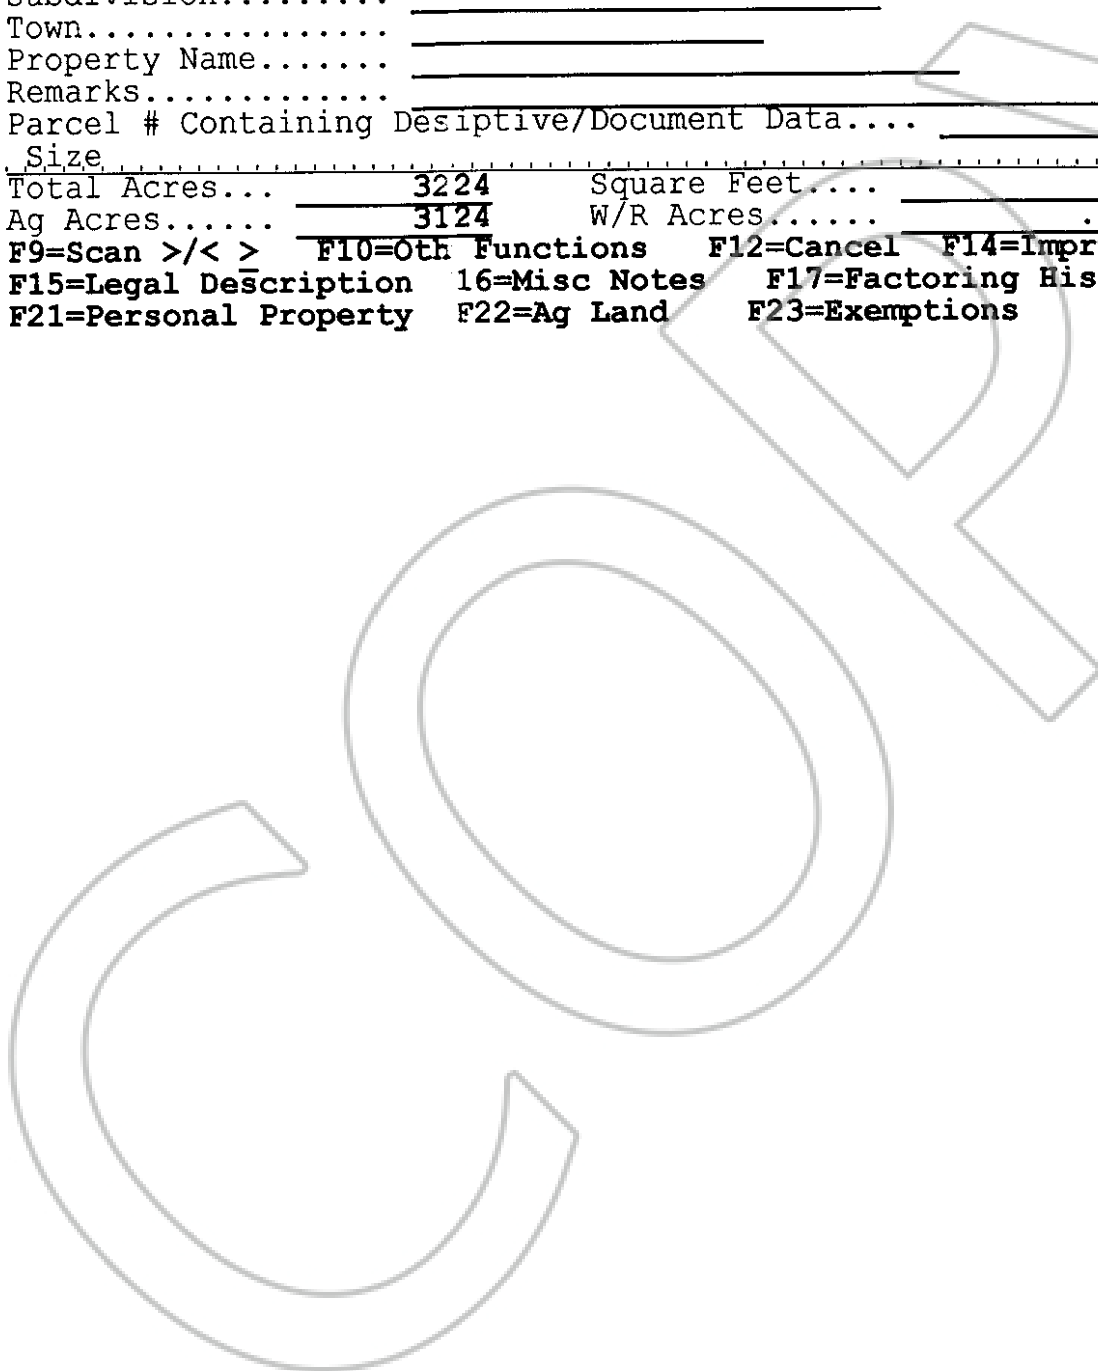 Subdivision.........
Town................
Property Name.......
Remarks.............
Parcel # Containing Desiptive/Document Data....
Size
Total Acres... 3224 Square Feet....
Ag Acres...... 3124 W/R Acres...... .
F9=Scan >/< > F10=Oth Functions F12=Cancel F14=Impr
F15=Legal Description 16=Misc Notes F17=Factoring His
F21=Personal Property F22=Ag Land F23=Exemptions
COPY